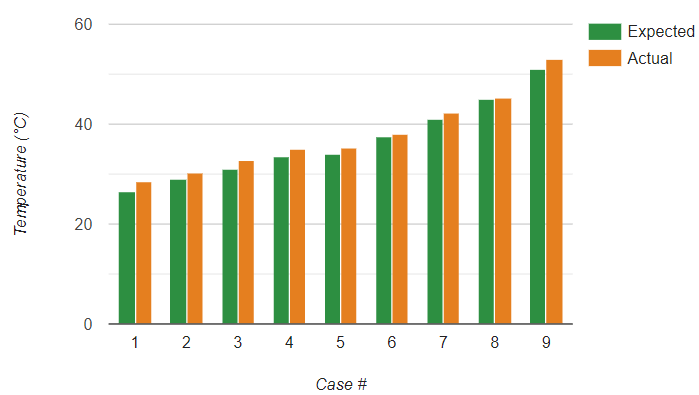 60
40
20
0
Temperature (°C)
1 2 3 4 5 6 7 8 9
Case #
Expected
Actual